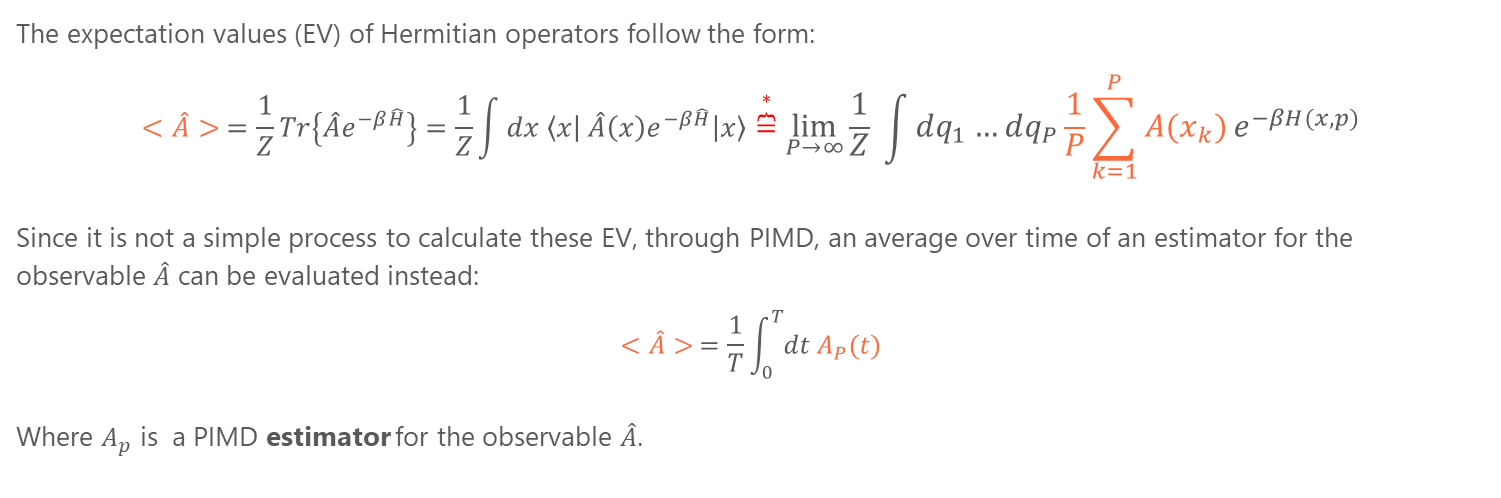 The expectation values (EV) of Hermitian operators follow the form:
< Â > = 1/Z Tr{Âe^{−βĤ}} = 1/Z ∫ dx ⟨x| Â(x)e^{−βĤ}|x⟩ ≘* lim_{P→∞} 1/Z ∫ dq₁ … dq_P 1/P ∑_{k=1}^{P} A(x_k) e^{−βH(x,p)}
Since it is not a simple process to calculate these EV, through PIMD, an average over time of an estimator for the
observable Â can be evaluated instead:
< Â > = 1/T ∫₀^T dt A_P(t)
Where A_p is a PIMD estimator for the observable Â.